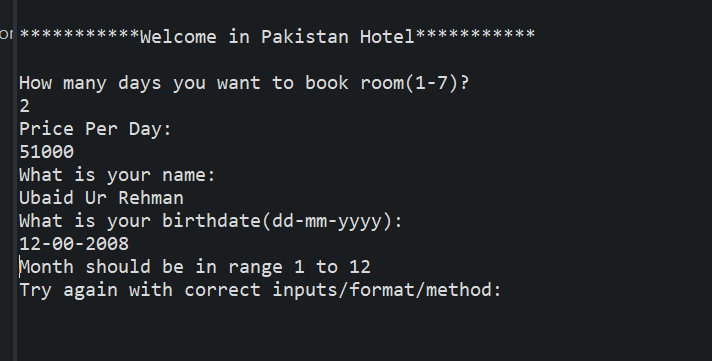 ***********Welcome in Pakistan Hotel***********
How many days you want to book room(1-7)?
2
Price Per Day:
51000
What is your name:
Ubaid Ur Rehman
What is your birthdate(dd-mm-yyyy):
12-00-2008
Month should be in range 1 to 12
Try again with correct inputs/format/method: